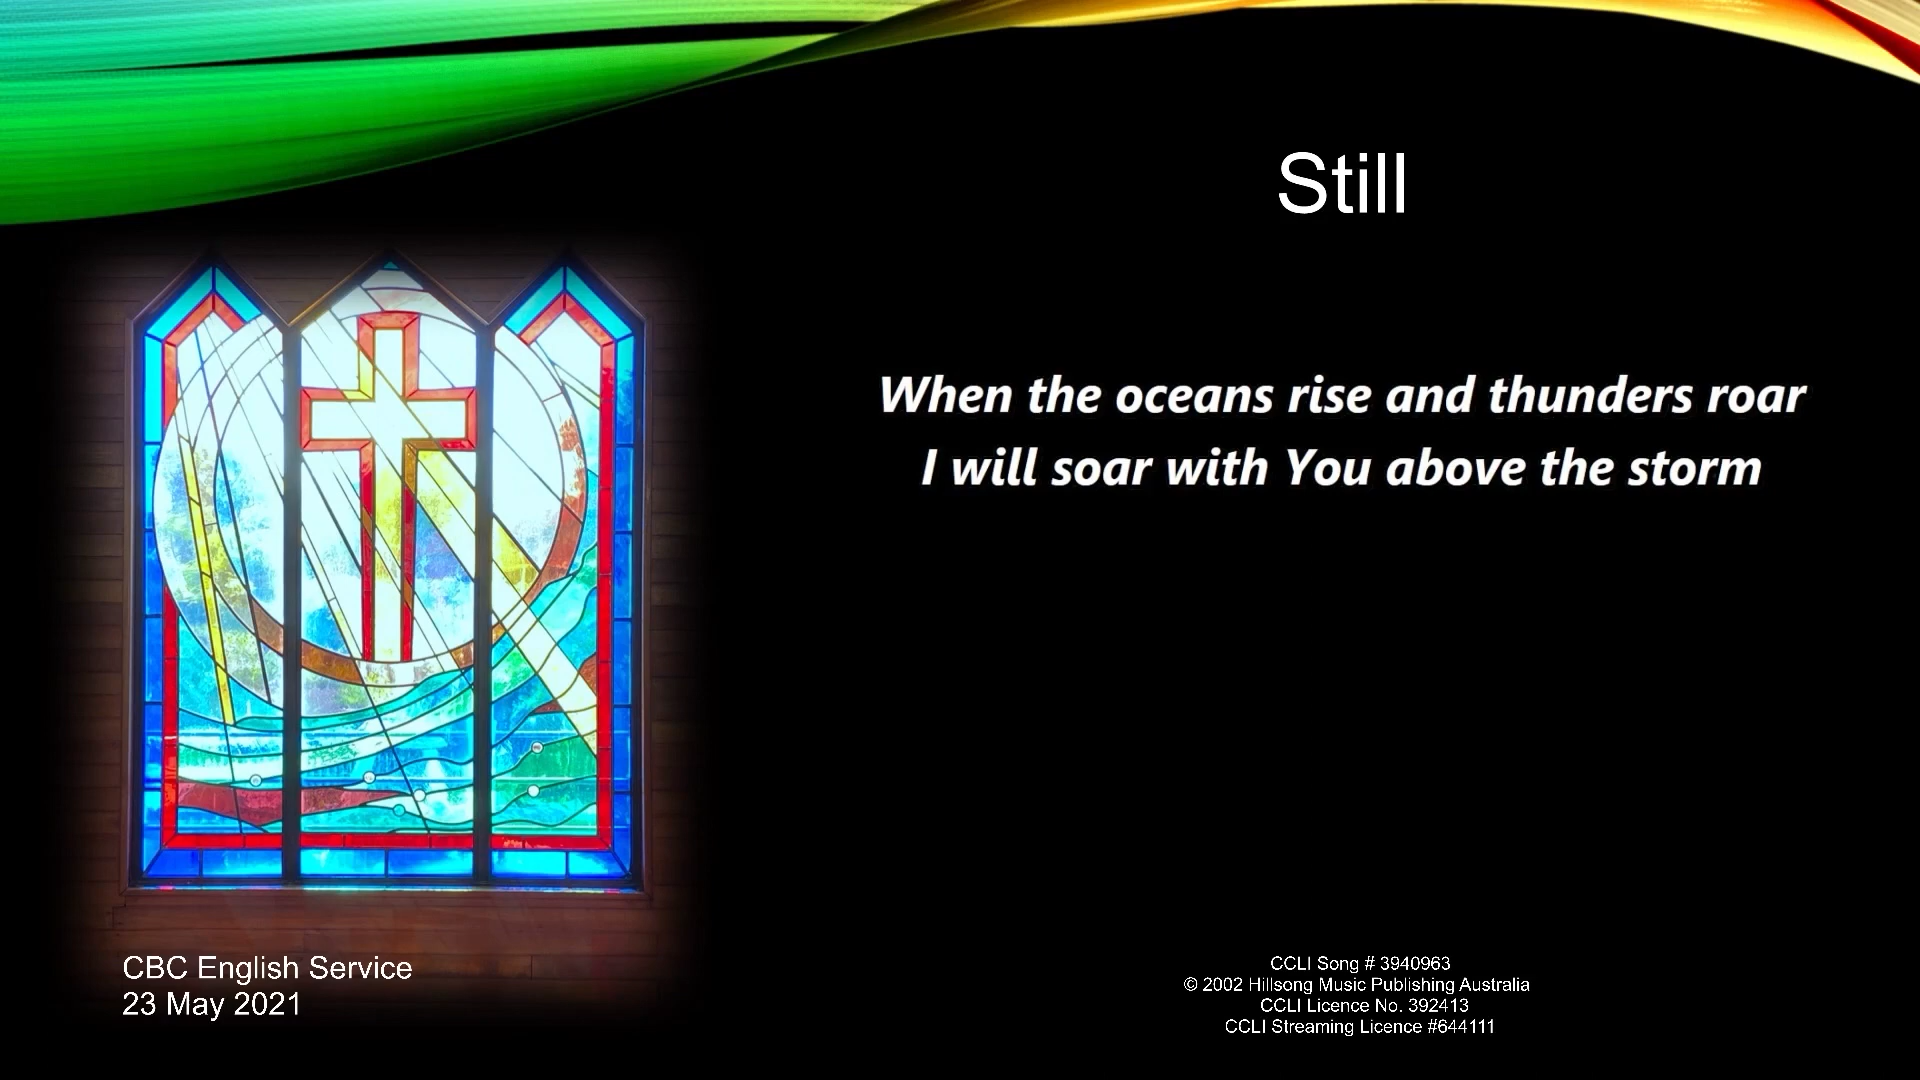 Still
When the oceans rise and thunders roar
I will soar with You above the storm
CBC English Service
23 May 2021
CCLI Song # 3940963
© 2002 Hillsong Music Publishing Australia
CCLI Licence No. 392413
CCLI Streaming Licence #644111